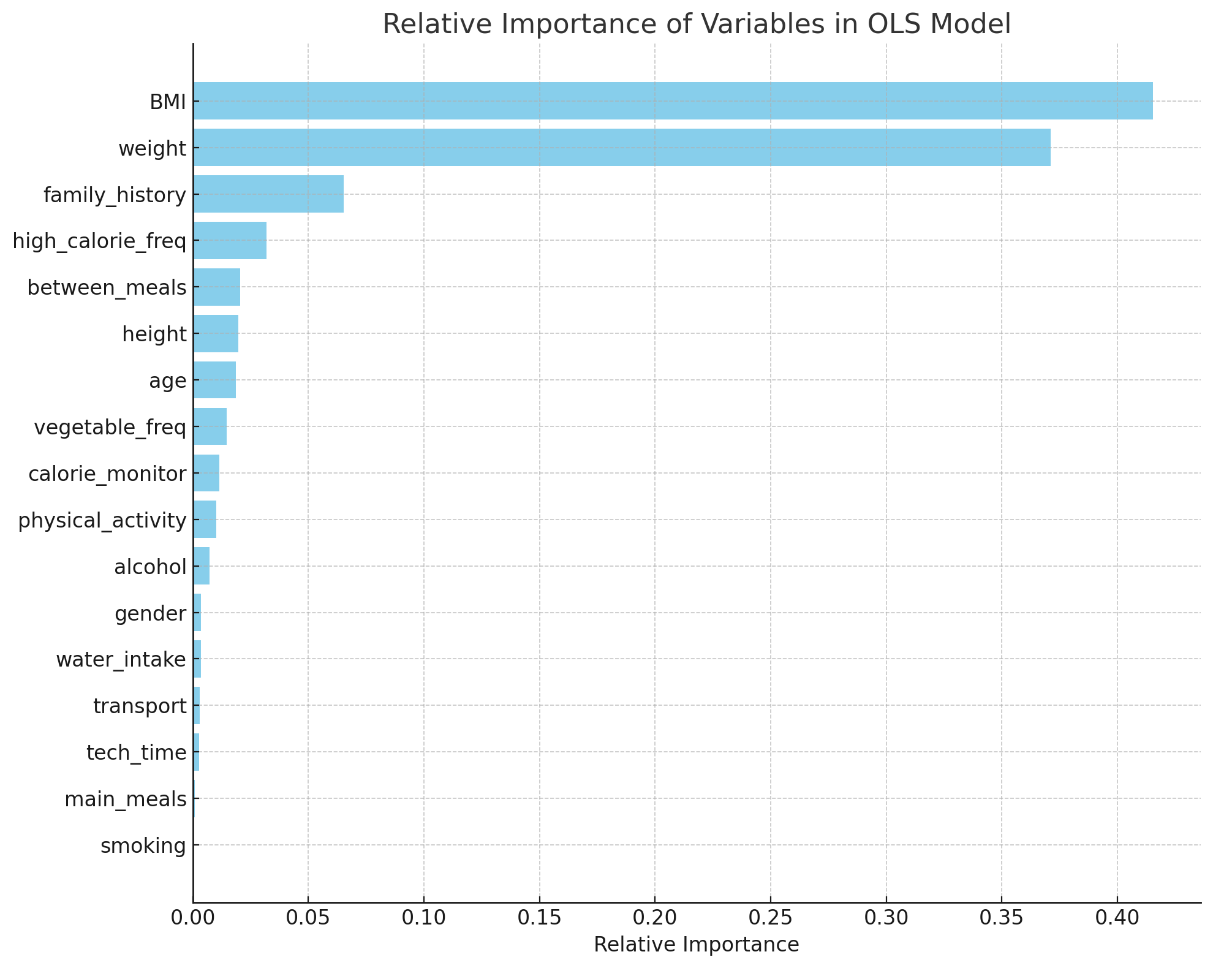 Relative Importance of Variables in OLS Model
BMI
weight
family_history
high_calorie_freq
between_meals
height
age
vegetable_freq
calorie_monitor
physical_activity
alcohol
gender
water_intake
transport
tech_time
main_meals
smoking
0.00 0.05 0.10 0.15 0.20 0.25 0.30 0.35 0.40
Relative Importance